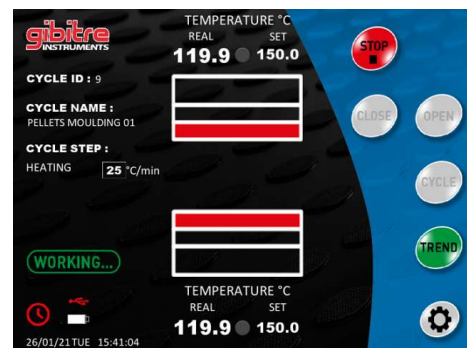 gibitre
INSTRUMENTS
TEMPERATURE °C
REAL SET
119.9 150.0
STOP
CYCLE ID : 9
CYCLE NAME :
PELLETS MOULDING 01
CLOSE OPEN
CYCLE STEP :
HEATING 25 °C/min
CYCLE
TREND
WORKING...
TEMPERATURE °C
REAL SET
119.9 150.0
26/01/21 TUE 15:41:04